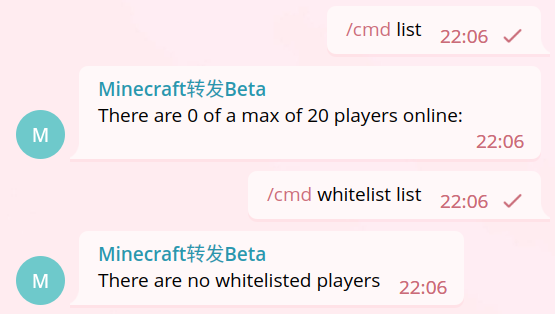 /cmd list 22:06
Minecraft转发Beta
There are 0 of a max of 20 players online:
22:06
/cmd whitelist list 22:06
M
Minecraft转发Beta
There are no whitelisted players 22:06
M